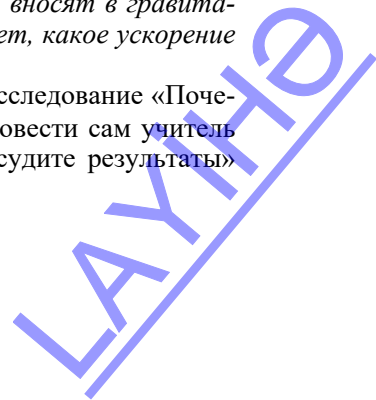 вносят в гравита-
ет, какое ускорение
сследование «Поче-
овести сам учитель
судите результаты»
LAYİHƏ